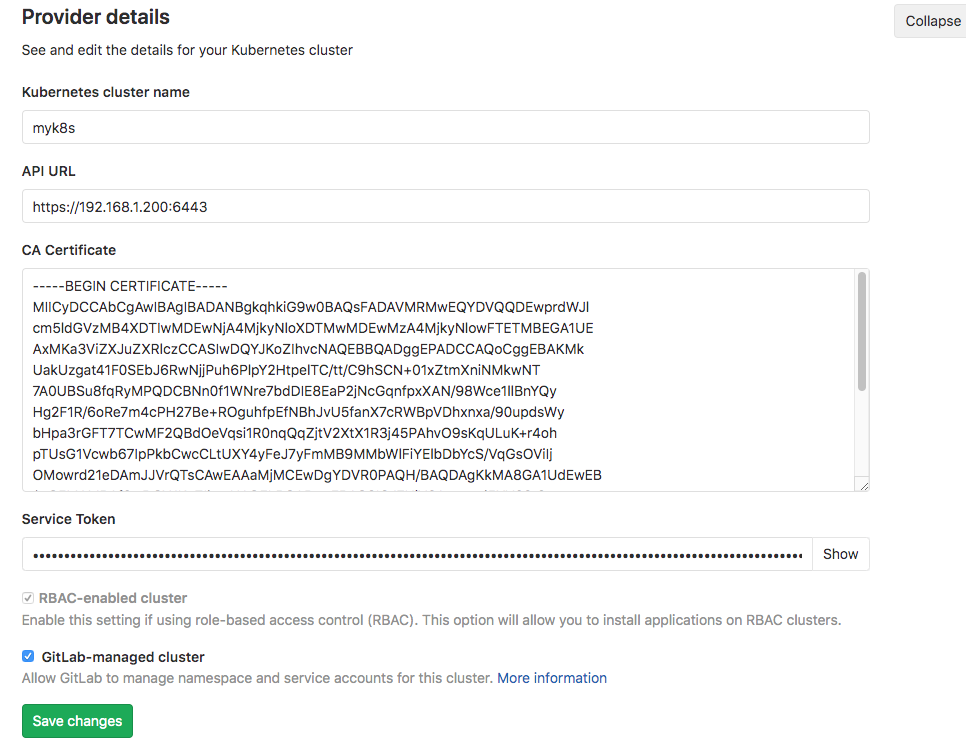 Provider details
Collapse
See and edit the details for your Kubernetes cluster
Kubernetes cluster name
myk8s
API URL
https://192.168.1.200:6443
CA Certificate
-----BEGIN CERTIFICATE-----
MIICyDCCAbCgAwIBAgIBADANBgkqhkiG9w0BAQsFADAVMRMwEQYDVQQDEwprdWJl
cm5ldGVzMB4XDTIwMDEwNjA4MjkyNloXDTMwMDEwMzA4MjkyNlowFTETMBEGA1UE
AxMKa3ViZXJuZXRlczCCASIwDQYJKoZIhvcNAQEBBQADggEPADCCAQoCggEBAKMk
UakUzgat41F0SEbJ6RwNjjPuh6PlpY2HtpeITC/tt/C9hSCN+01xZtmXniNMkwNT
7A0UBSu8fqRyMPQDCBNn0f1WNre7bdDIE8EaP2jNcGqnfpxXAN/98Wce1IlBnYQy
Hg2F1R/6oRe7m4cPH27Be+ROguhfpEfNBhJvU5fanX7cRWBpVDhxnxa/90updsWy
bHpa3rGFT7TCwMF2QBdOeVqsi1R0nqQqZjtV2XtX1R3j45PAhvO9sKqULuK+r4oh
pTUsG1Vcwb67IpPkbCwcCLtUXY4yFeJ7yFmMB9MMbWIFiYEIbDbYcS/VqGsOVilj
OMowrd21eDAmJJVrQTsCAwEAAaMjMCEwDgYDVR0PAQH/BAQDAgKkMA8GA1UdEwEB
Service Token
Show
RBAC-enabled cluster
Enable this setting if using role-based access control (RBAC). This option will allow you to install applications on RBAC clusters.
GitLab-managed cluster
Allow GitLab to manage namespace and service accounts for this cluster. More information
Save changes